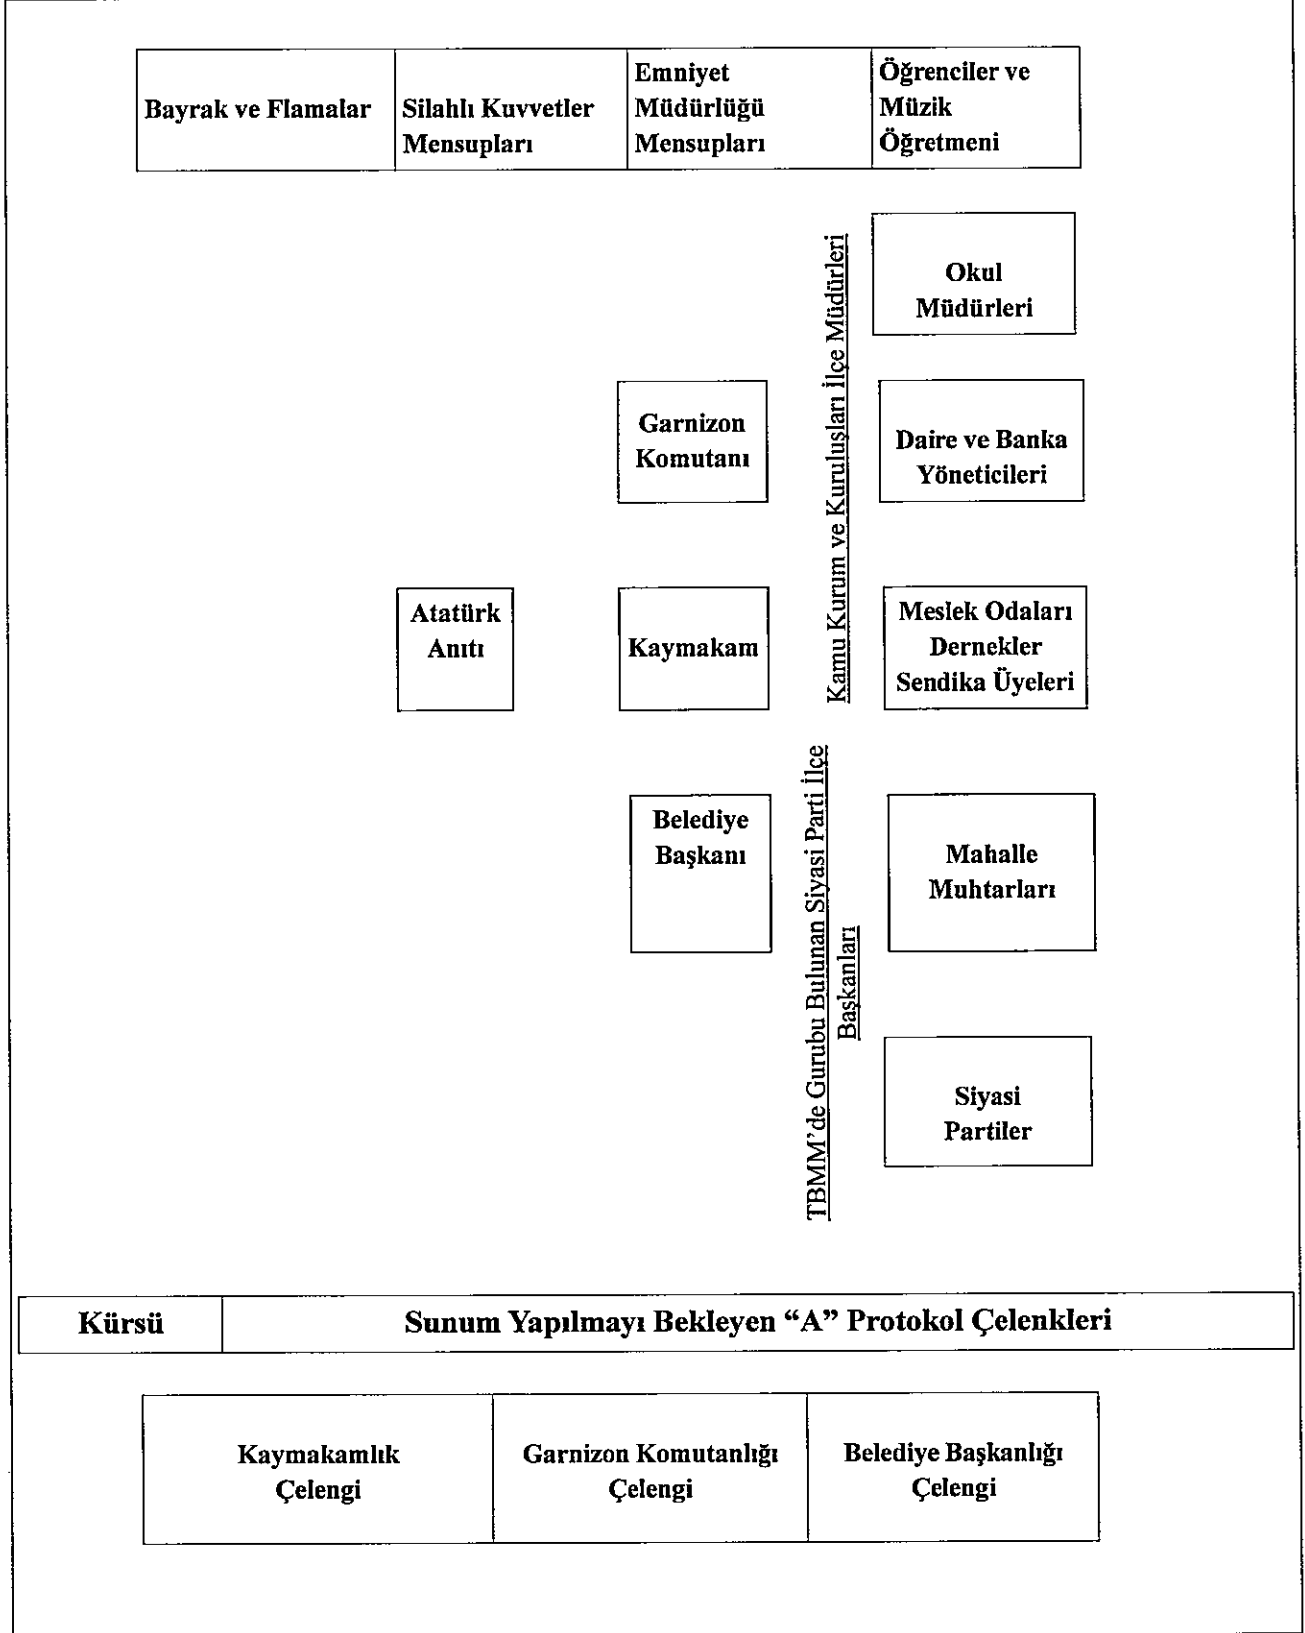 Bayrak ve Flamalar
Silahlı Kuvvetler
Mensupları
Emniyet
Müdürlüğü
Mensupları
Öğrenciler ve
Müzik
Öğretmeni
Kamu Kurum ve Kuruluşları İlçe Müdürleri
Okul
Müdürleri
Garnizon
Komutanı
Daire ve Banka
Yöneticileri
Atatürk
Anıtı
Kaymakam
Meslek Odaları
Dernekler
Sendika Üyeleri
TBMM’de Gurubu Bulunan Siyasi Parti İlçe
Başkanları
Belediye
Başkanı
Mahalle
Muhtarları
Siyasi
Partiler
Kürsü
Sunum Yapılmayı Bekleyen “A” Protokol Çelenkleri
Kaymakamlık
Çelengi
Garnizon Komutanlığı
Çelengi
Belediye Başkanlığı
Çelengi